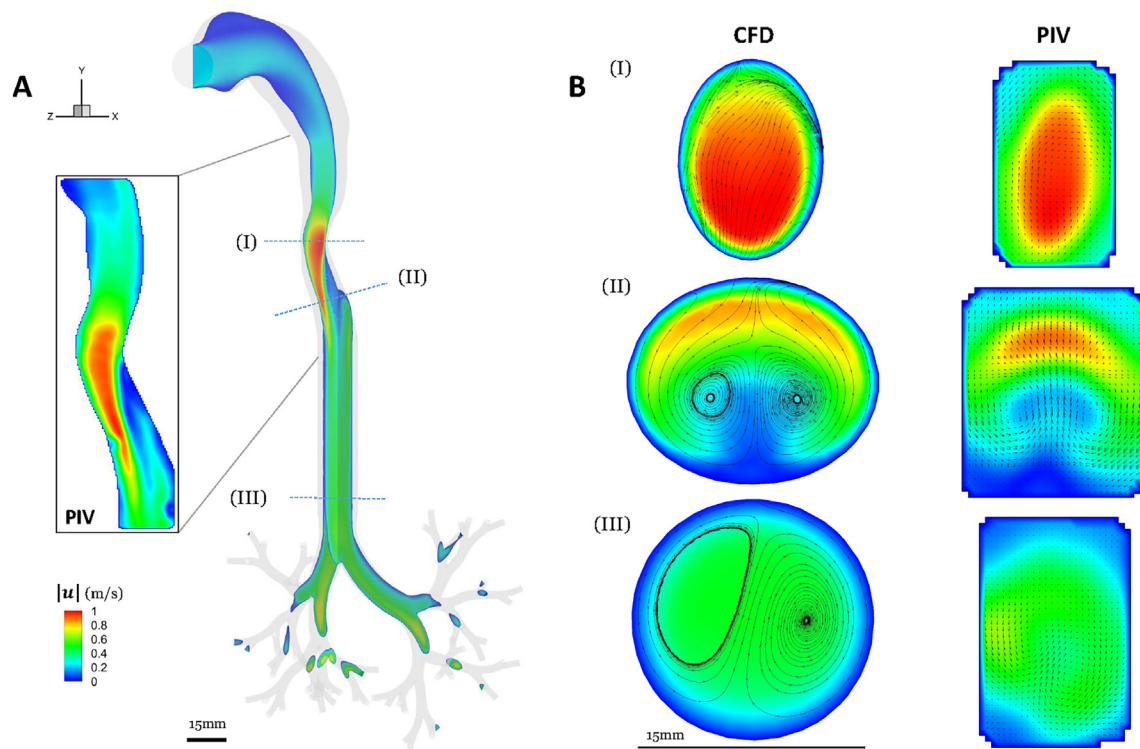 A
Y
Z
X
PIV
(I)
(II)
(III)
|u| (m/s)
1
0.8
0.6
0.4
0.2
0
15mm
B
CFD
PIV
(I)
(II)
(III)
15mm